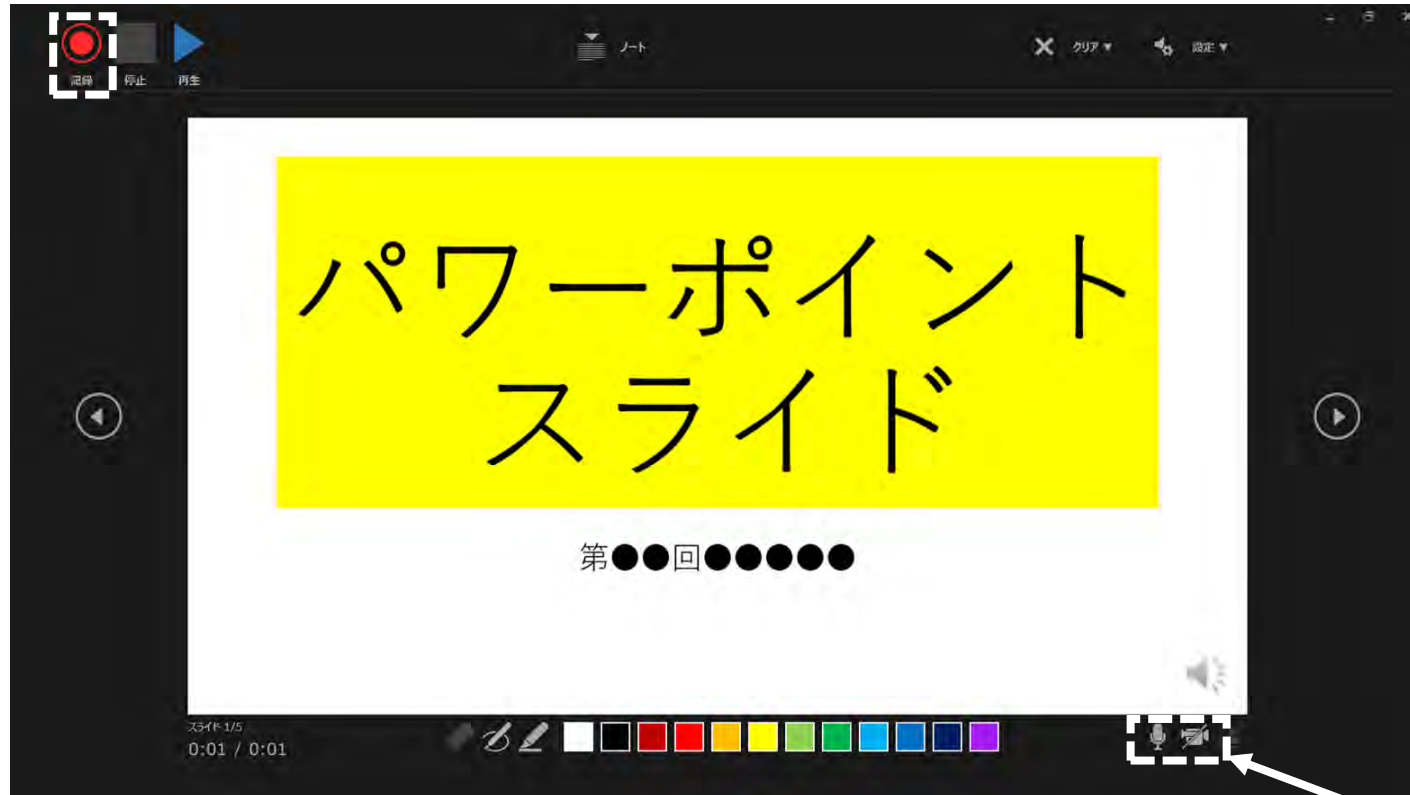 記録
停止
再生
ノート
クリア▼
設定▼
パワーポイント
スライド
第●●回●●●●●
スライド 1/5
0:01 / 0:01